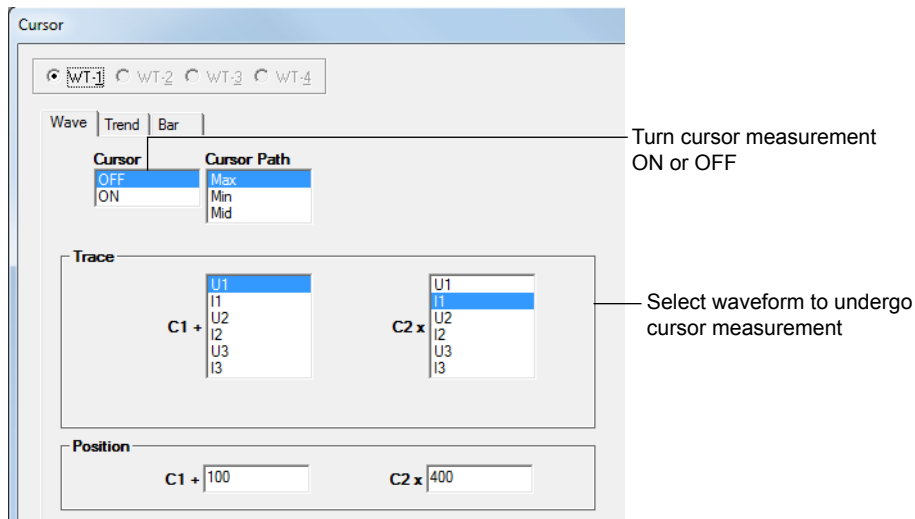 Cursor
WT-1 WT-2 WT-3 WT-4
Wave Trend Bar
Turn cursor measurement
ON or OFF
Cursor Cursor Path
OFF Max
ON Min
Mid
Trace
U1 U1
I1 I1
C1 + U2 C2 x U2
I2 I2
U3 U3
I3 I3
Select waveform to undergo
cursor measurement
Position
C1 + 100 C2 x 400